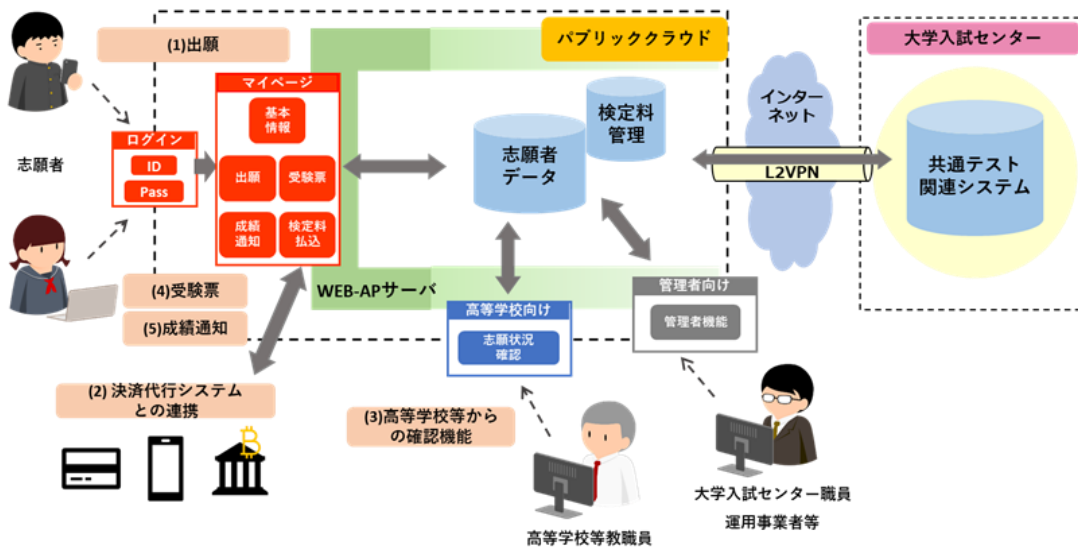 (1)出願
パブリッククラウド
大学入試センター
マイページ
基本
情報
出願
受験票
成績
通知
検定料
払込
ログイン
ID
Pass
志願者
志願者
データ
検定料
管理
インター
ネット
L2VPN
共通テスト
関連システム
WEB-APサーバ
(4)受験票
(5)成績通知
高等学校向け
志願状況
確認
管理者向け
管理者機能
(2) 決済代行システム
との連携
(3)高等学校等から
の確認機能
高等学校等教職員
大学入試センター職員
運用事業者等